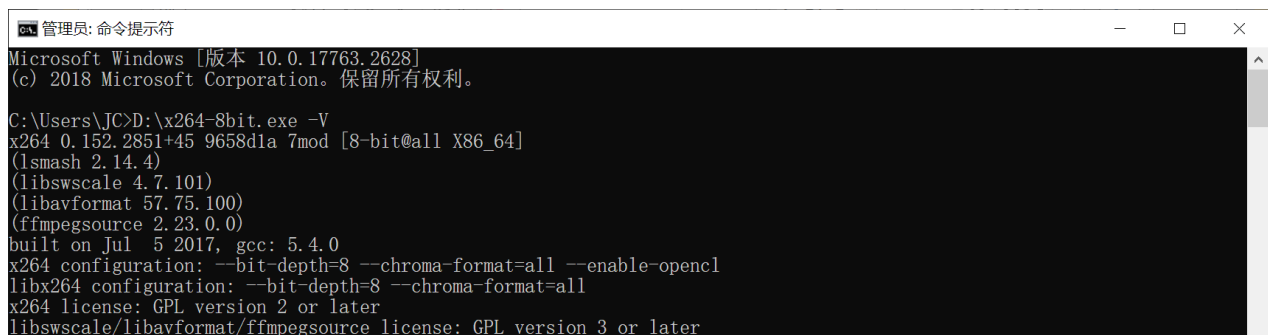 管理员: 命令提示符
Microsoft Windows [版本 10.0.17763.2628]
(c) 2018 Microsoft Corporation。保留所有权利。
C:\Users\JC>D:\x264-8bit.exe -V
x264 0.152.2851+45 9658d1a 7mod [8-bit@all X86_64]
(lsmash 2.14.4)
(libswscale 4.7.101)
(libavformat 57.75.100)
(ffmpegsource 2.23.0.0)
built on Jul  5 2017, gcc: 5.4.0
x264 configuration: --bit-depth=8 --chroma-format=all --enable-opencl
libx264 configuration: --bit-depth=8 --chroma-format=all
x264 license: GPL version 2 or later
libswscale/libavformat/ffmpegsource license: GPL version 3 or later